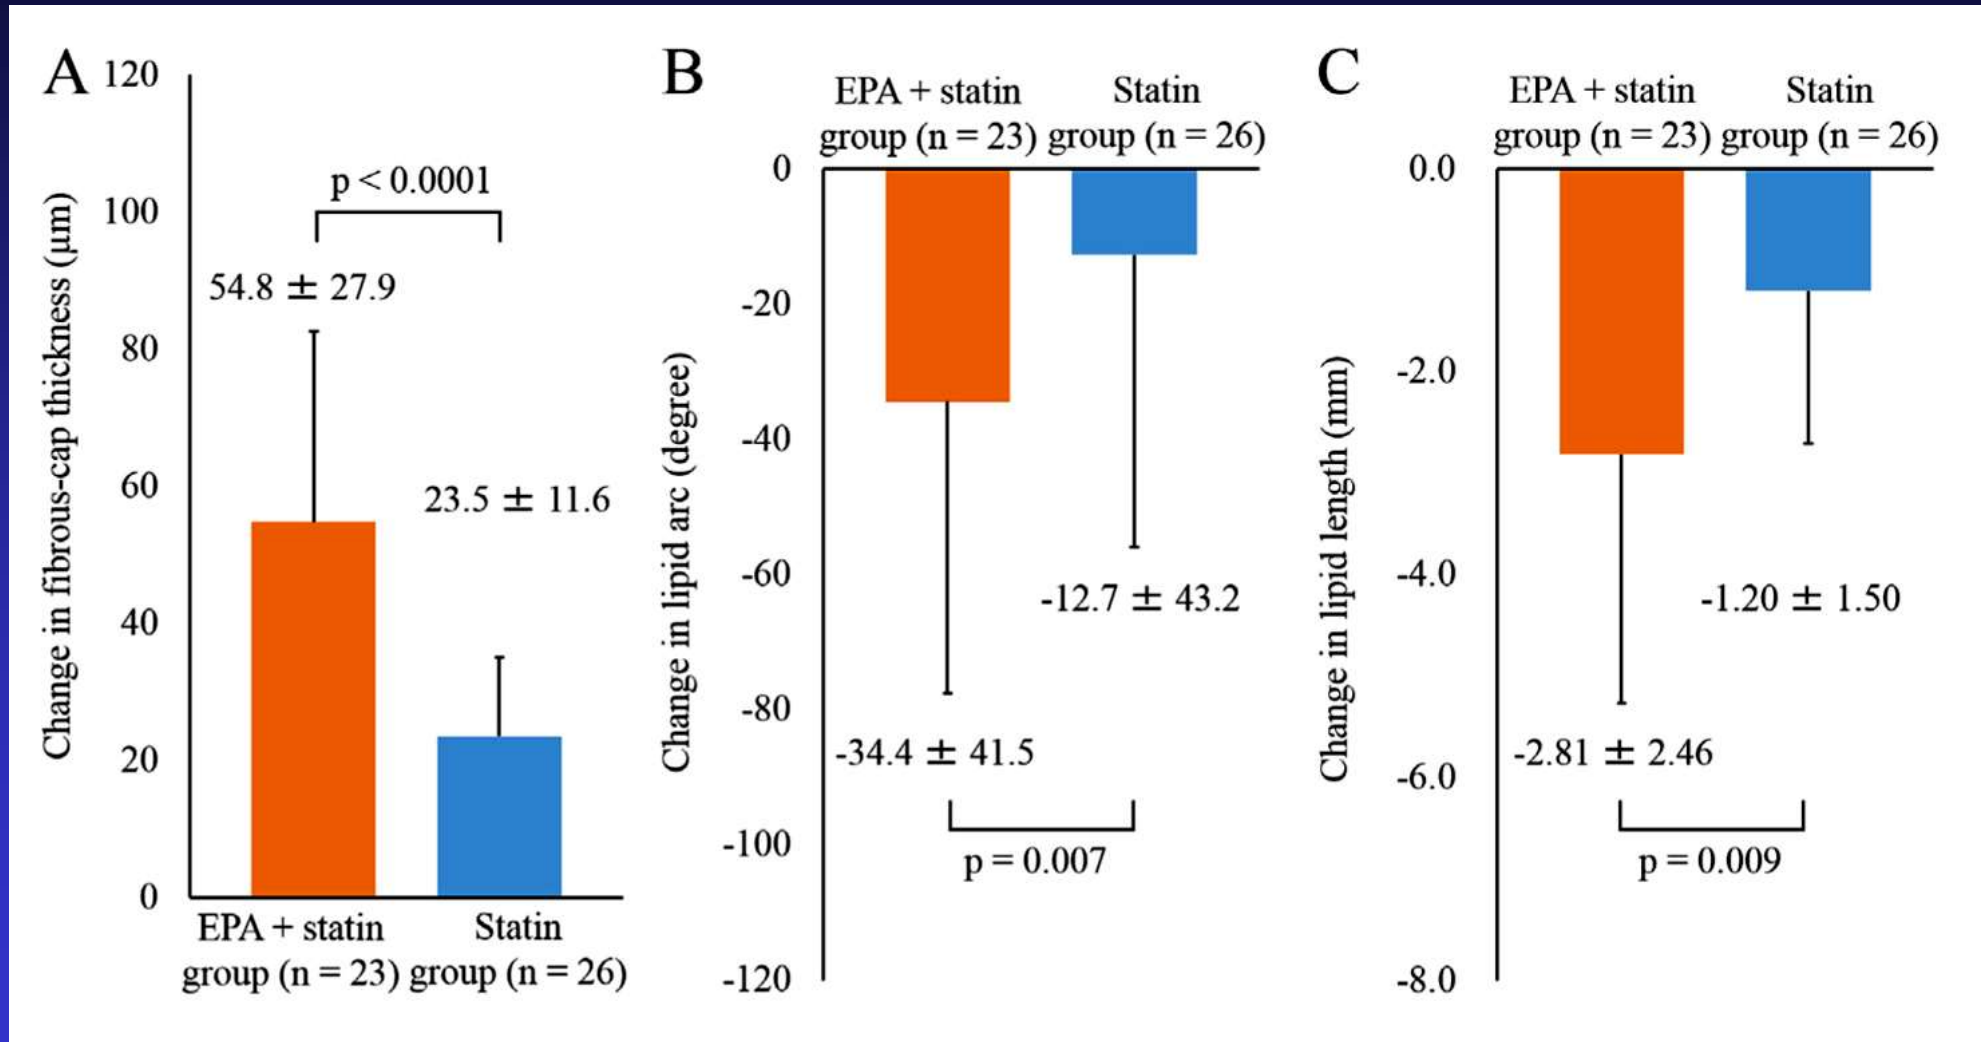 A
120
100
80
60
40
20
0
Change in fibrous-cap thickness (μm)
p < 0.0001
54.8 ± 27.9
23.5 ± 11.6
EPA + statin
group (n = 23)
Statin
group (n = 26)
B
EPA + statin
group (n = 23)
Statin
group (n = 26)
0
-20
-40
-60
-80
-100
-120
Change in lipid arc (degree)
-12.7 ± 43.2
-34.4 ± 41.5
p = 0.007
C
EPA + statin
group (n = 23)
Statin
group (n = 26)
0.0
-2.0
-4.0
-6.0
-8.0
Change in lipid length (mm)
-1.20 ± 1.50
-2.81 ± 2.46
p = 0.009